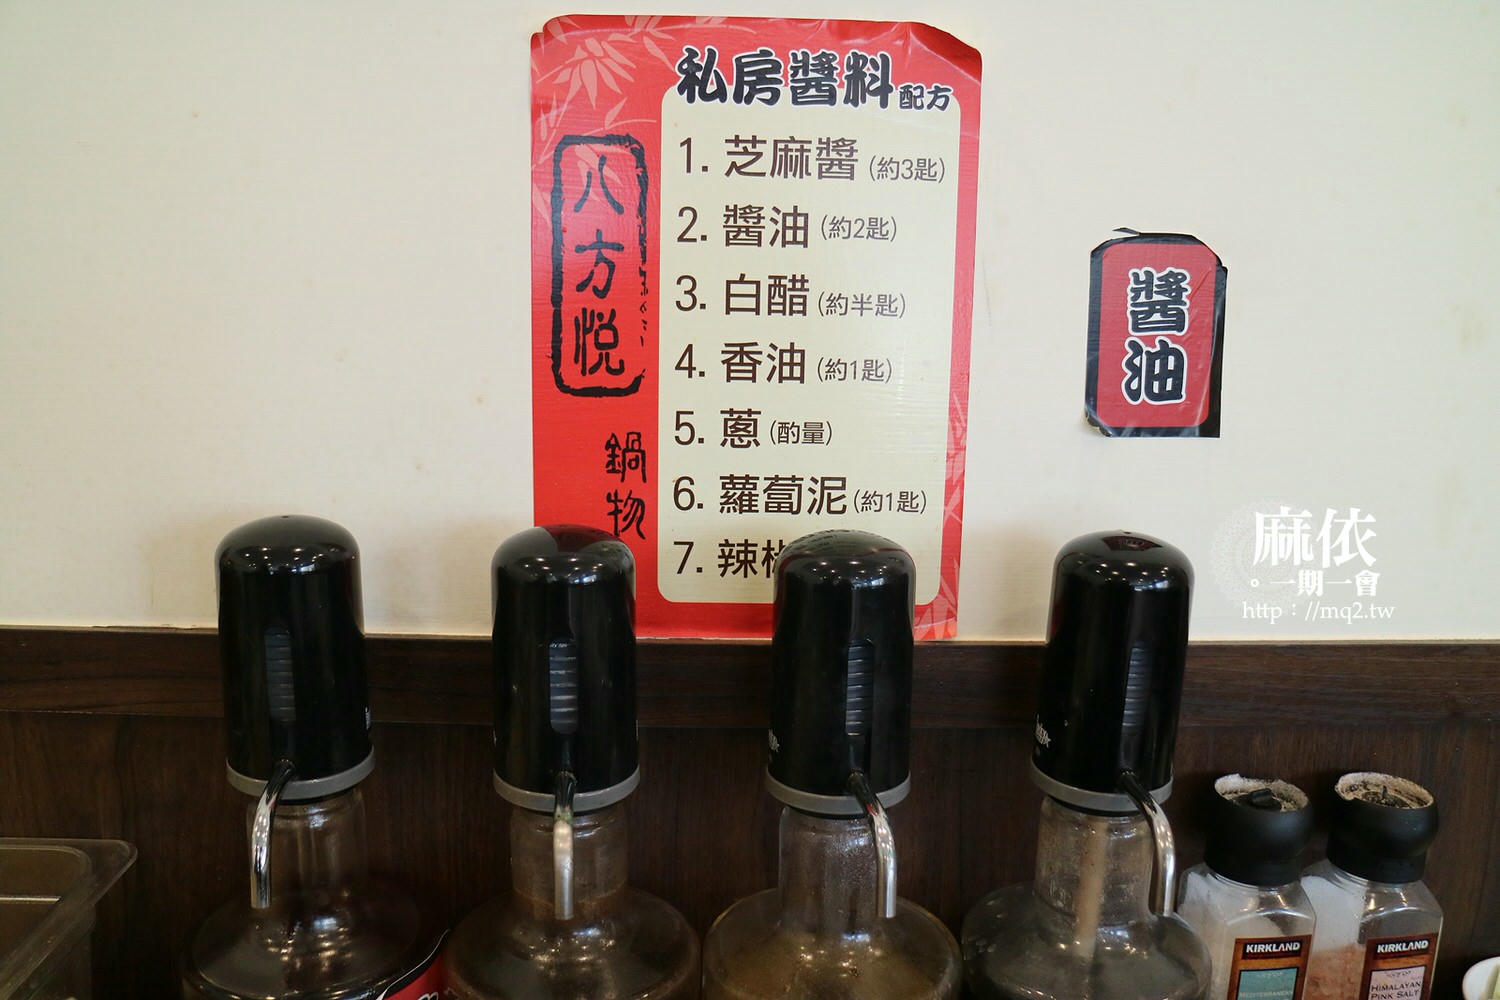 私房醬料配方
八方悅
鍋物
1. 芝麻醬(約3匙)
2. 醬油(約2匙)
3. 白醋(約半匙)
4. 香油(約1匙)
5. 蔥(酌量)
6. 蘿蔔泥(約1匙)
7. 辣
醬油
麻依
。一期一會
http://mq2.tw
KIRKLAND
MEDITERRANEAN
KIRKLAND
HIMALAYAN
PINK SALT